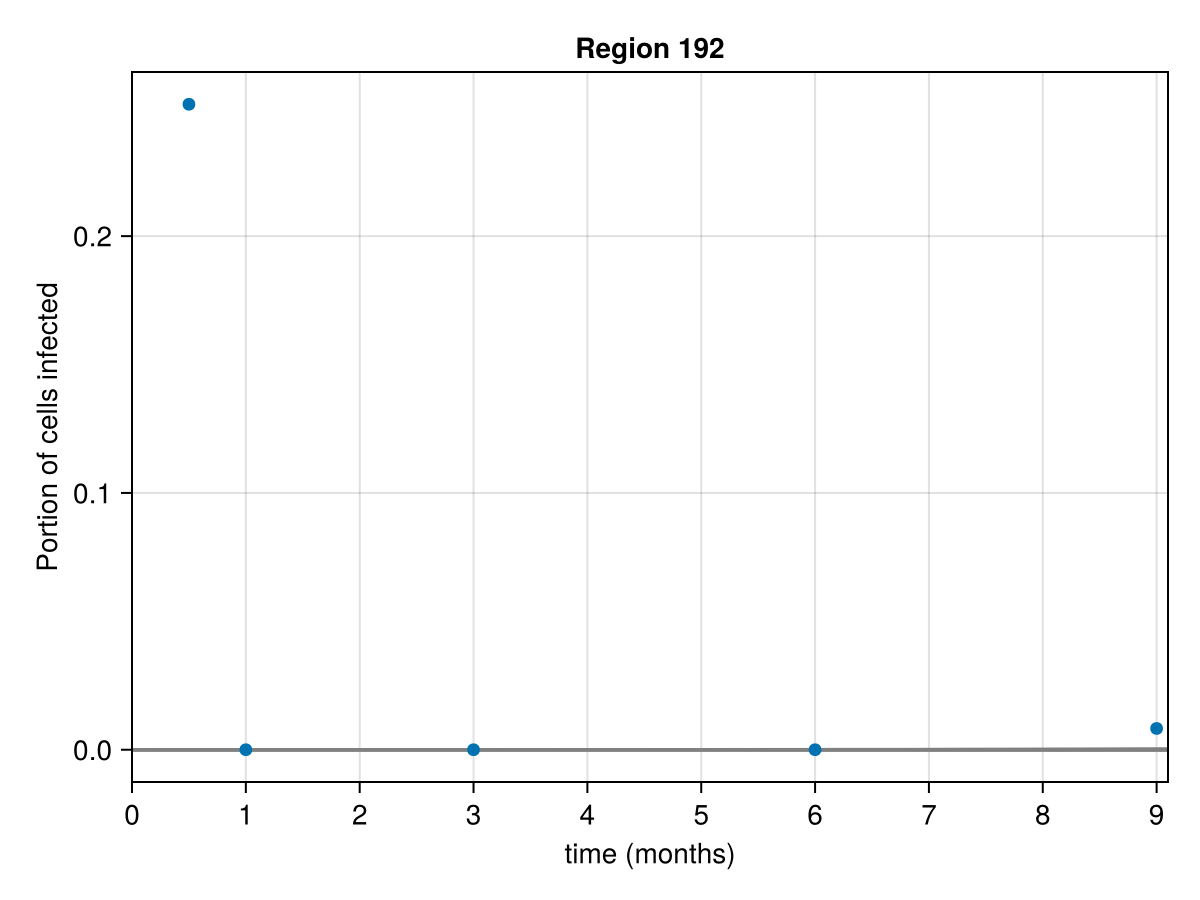 Region 192
Portion of cells infected
0.2
0.1
0.0
0 1 2 3 4 5 6 7 8 9
time (months)